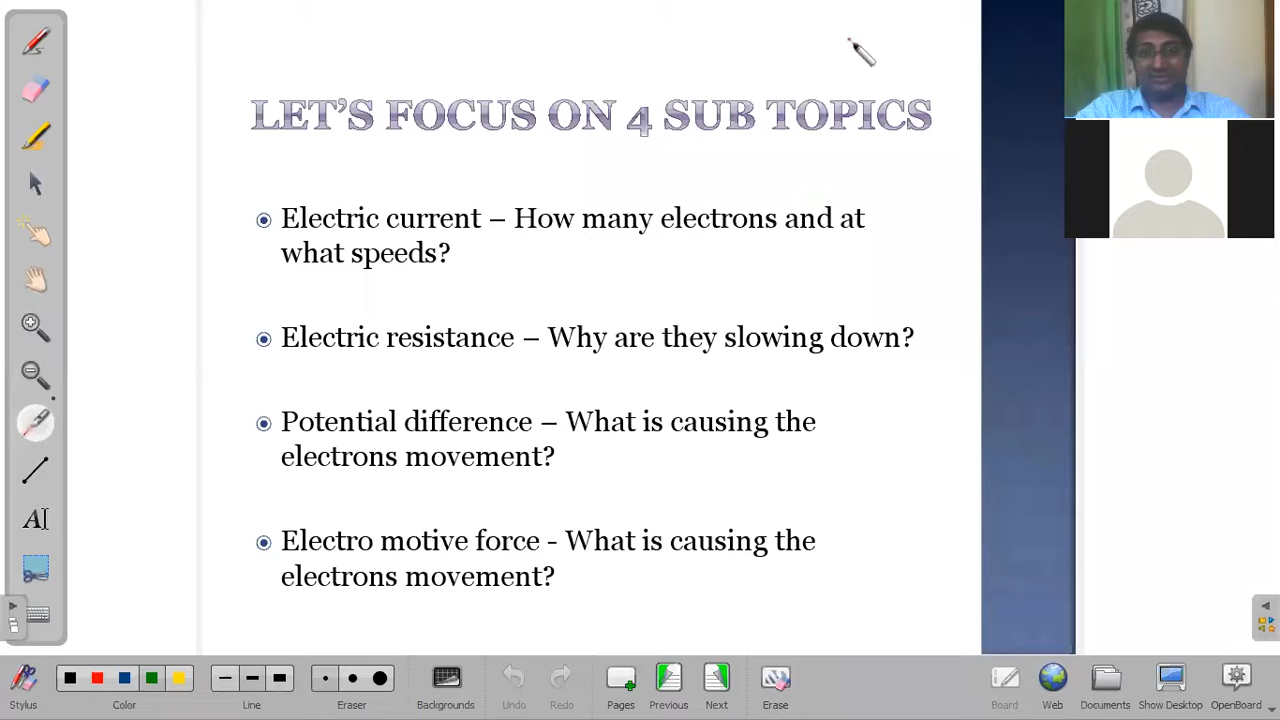 LET'S FOCUS ON 4 SUB TOPICS
Electric current – How many electrons and at
what speeds?
Electric resistance – Why are they slowing down?
Potential difference – What is causing the
electrons movement?
Electro motive force - What is causing the
electrons movement?
AI
Stylus
Color
Line
Eraser
Backgrounds
Undo
Redo
Pages
Previous
Next
Erase
Board
Web
Documents
Show Desktop
OpenBoard